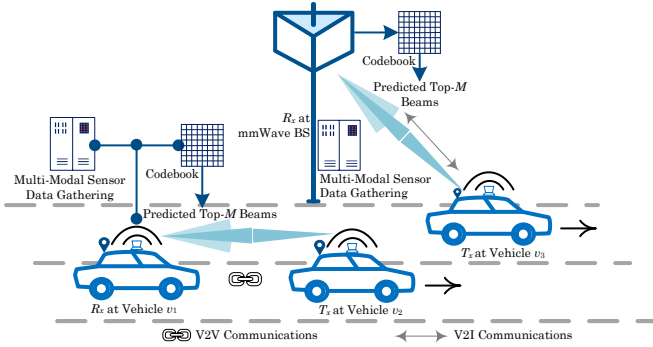 Codebook
Predicted Top-M
Beams
Rx at
mmWave BS
Multi-Modal Sensor
Data Gathering
Codebook
Multi-Modal Sensor
Data Gathering
Predicted Top-M Beams
Tx at Vehicle v3
Rx at Vehicle v1
Tx at Vehicle v2
V2V Communications
V2I Communications